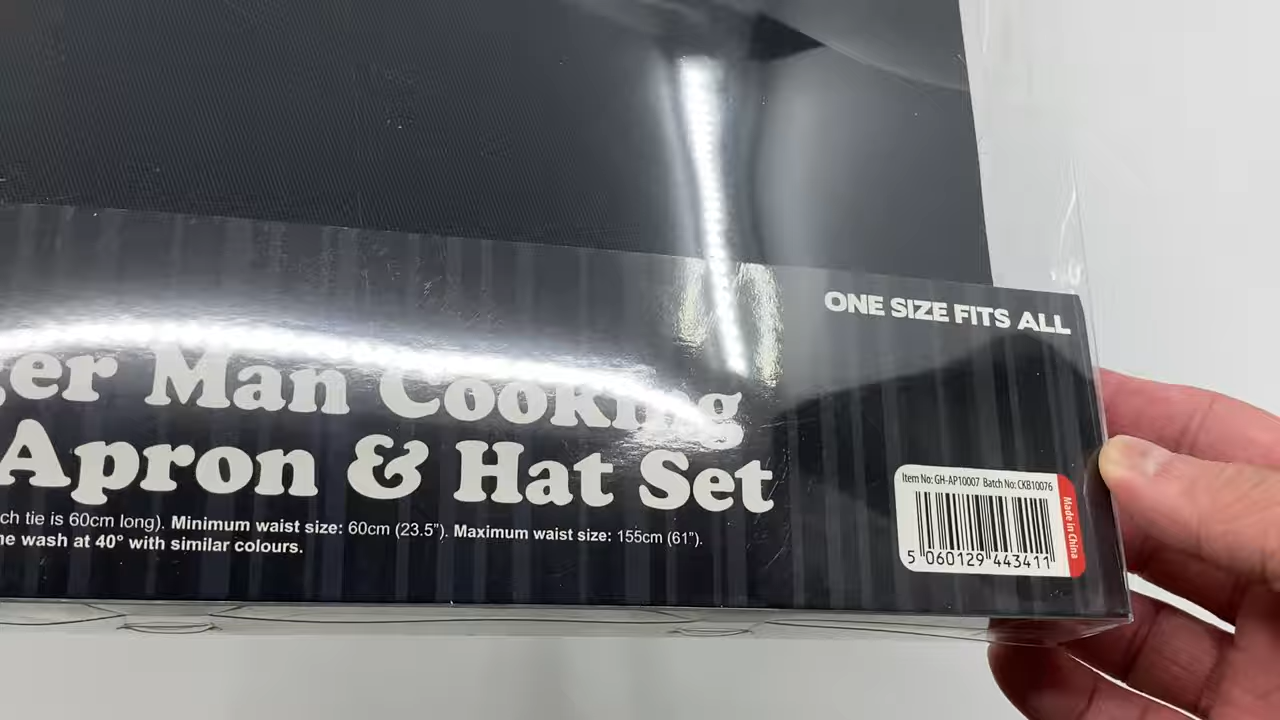 ONE SIZE FITS ALL
er Man Cooking
Apron & Hat Set
ch tie is 60cm long). Minimum waist size: 60cm (23.5”). Maximum waist size: 155cm (61”).
e wash at 40° with similar colours.
Item No: GH-AP10007 Batch No: CKB10076
Made in China
5 060129 443411